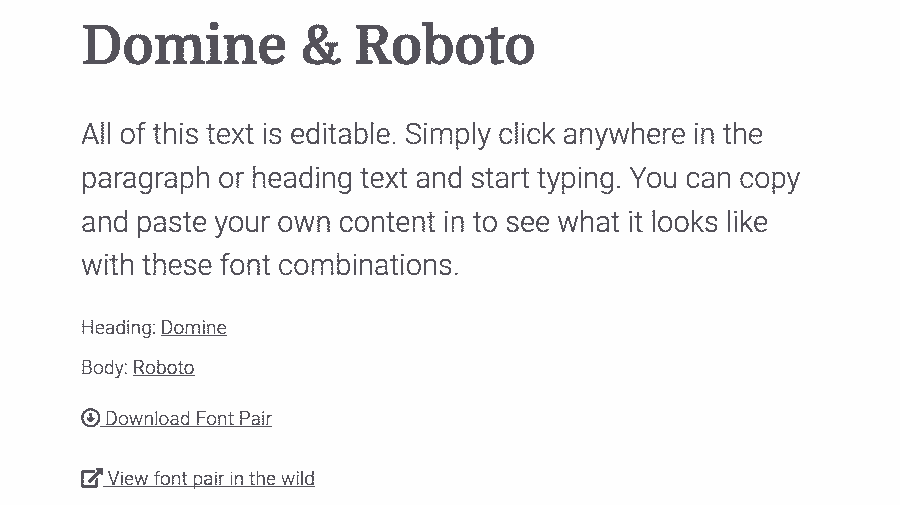 Domine & Roboto
All of this text is editable. Simply click anywhere in the
paragraph or heading text and start typing. You can copy
and paste your own content in to see what it looks like
with these font combinations.
Heading: Domine
Body: Roboto
Download Font Pair
View font pair in the wild